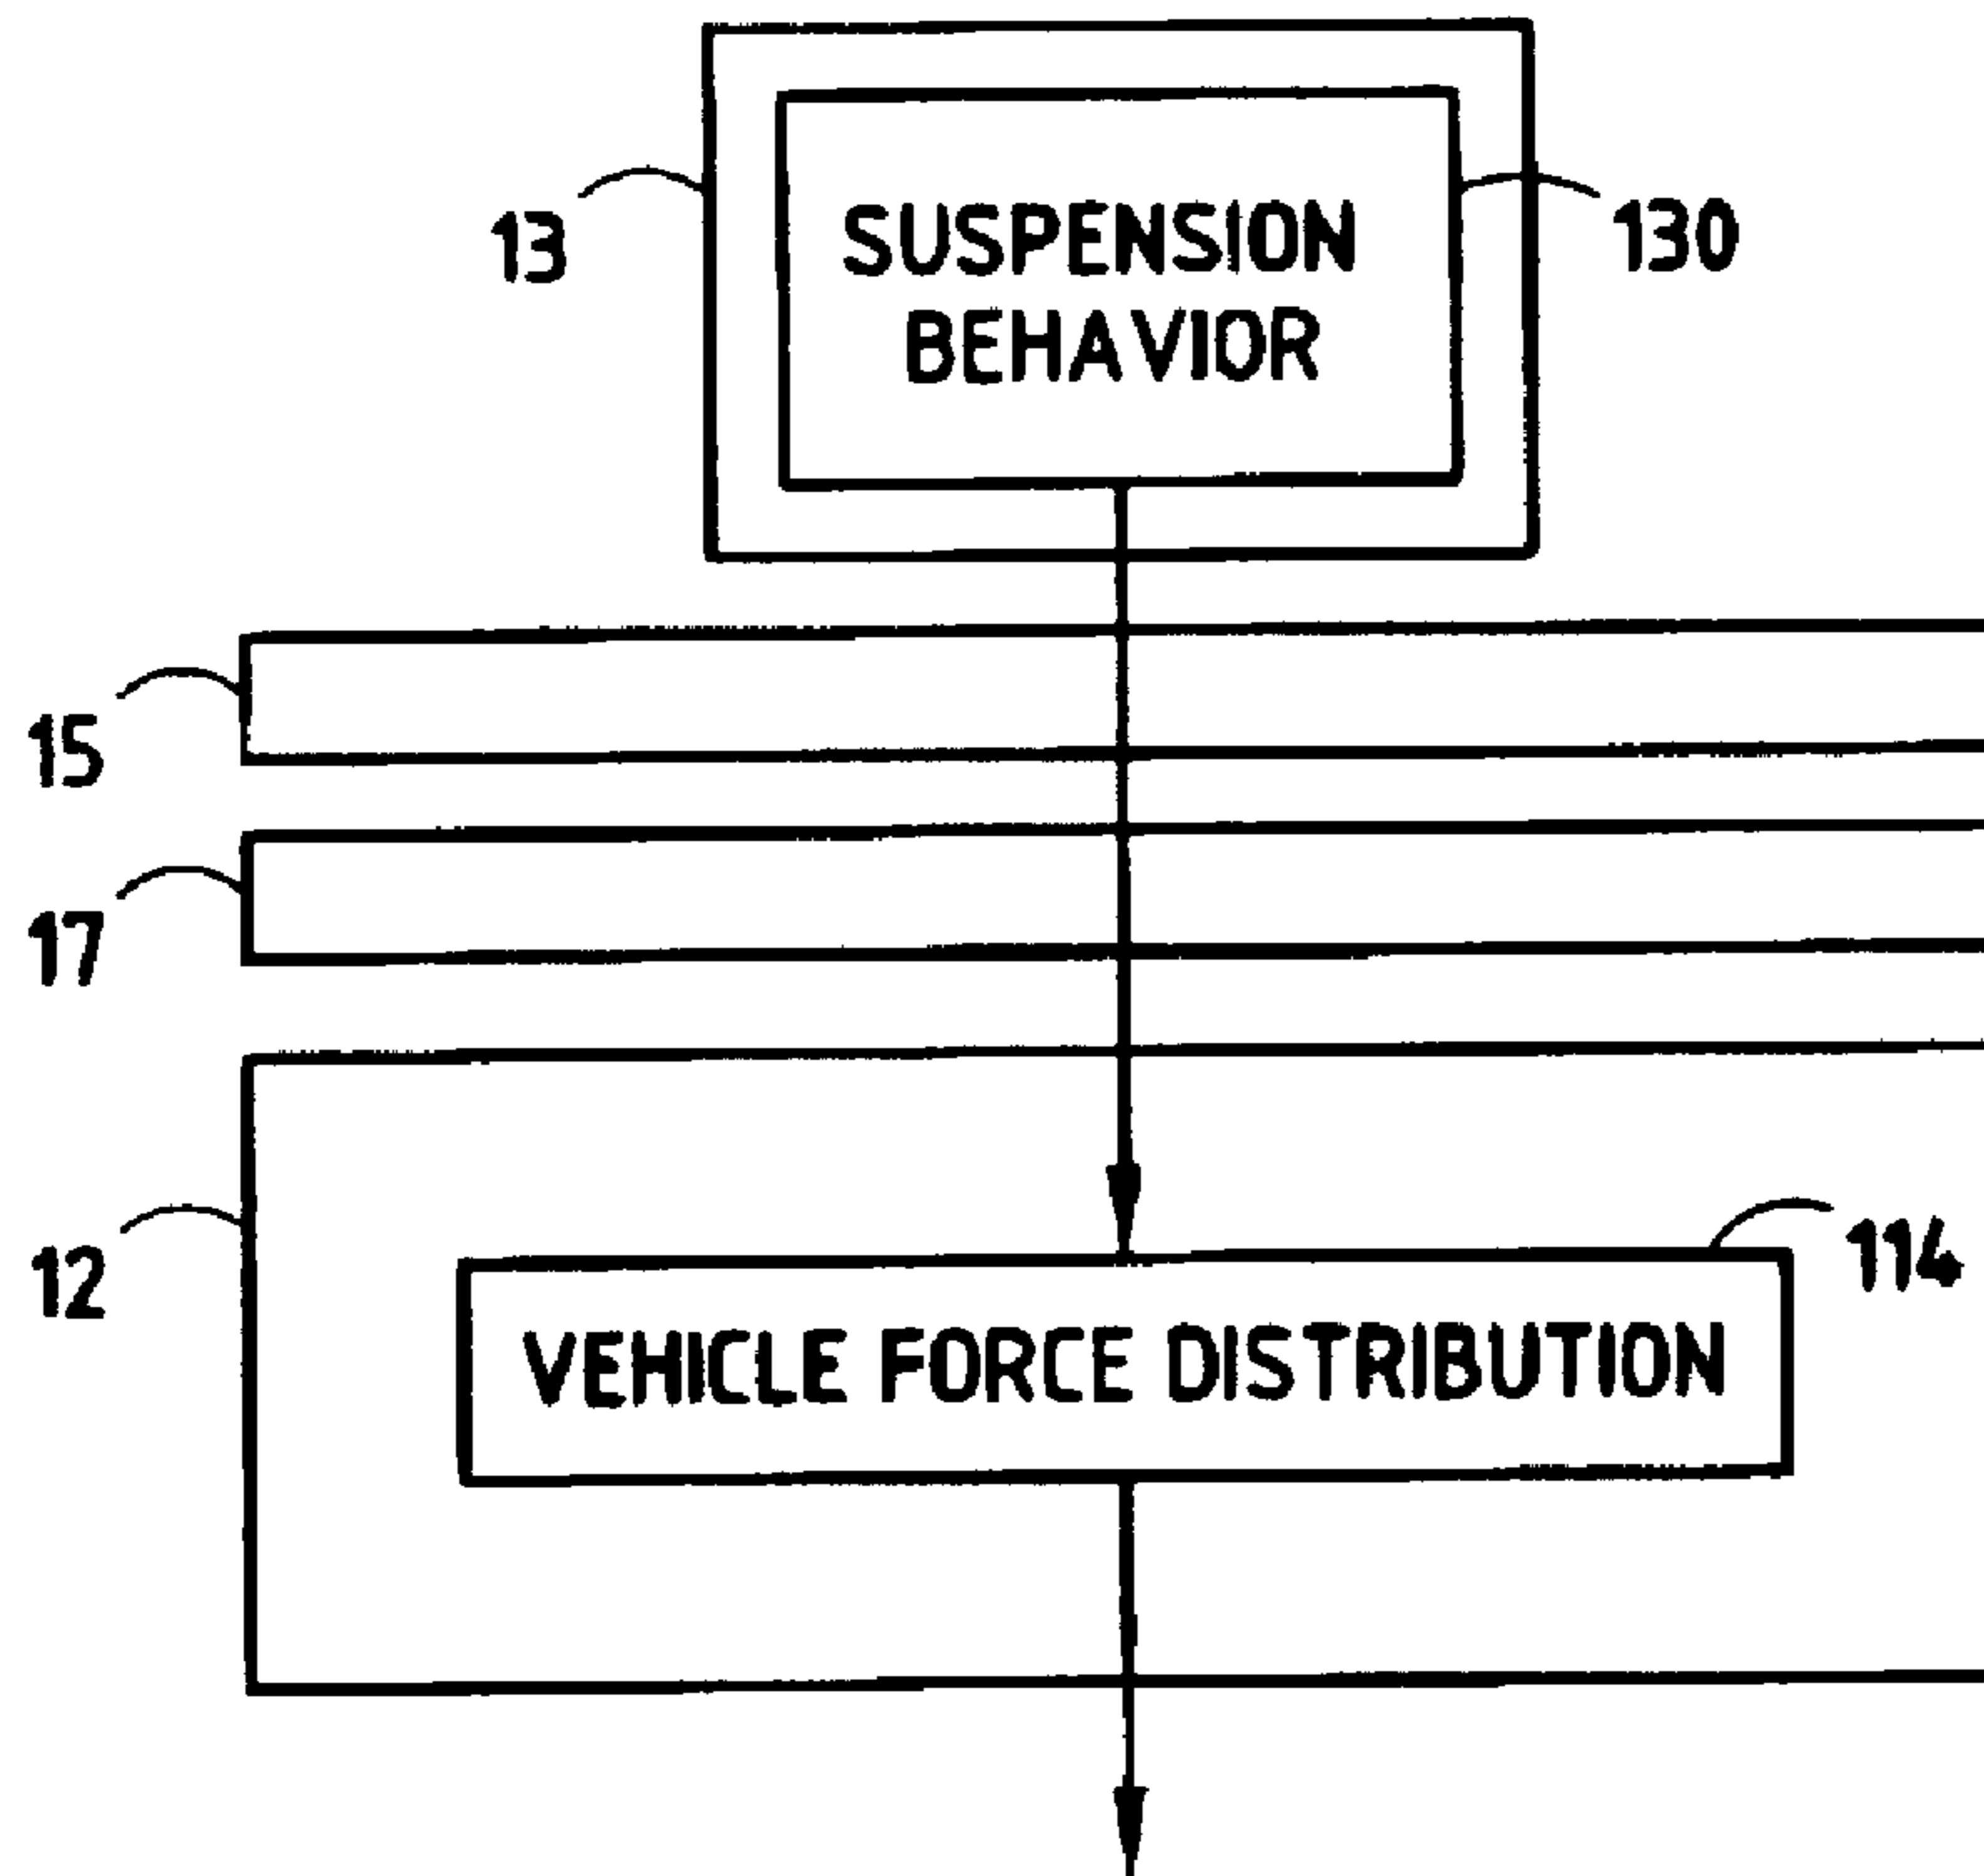 13
SUSPENSION
BEHAVIOR
130
15
17
12
114
VEHICLE FORCE DISTRIBUTION